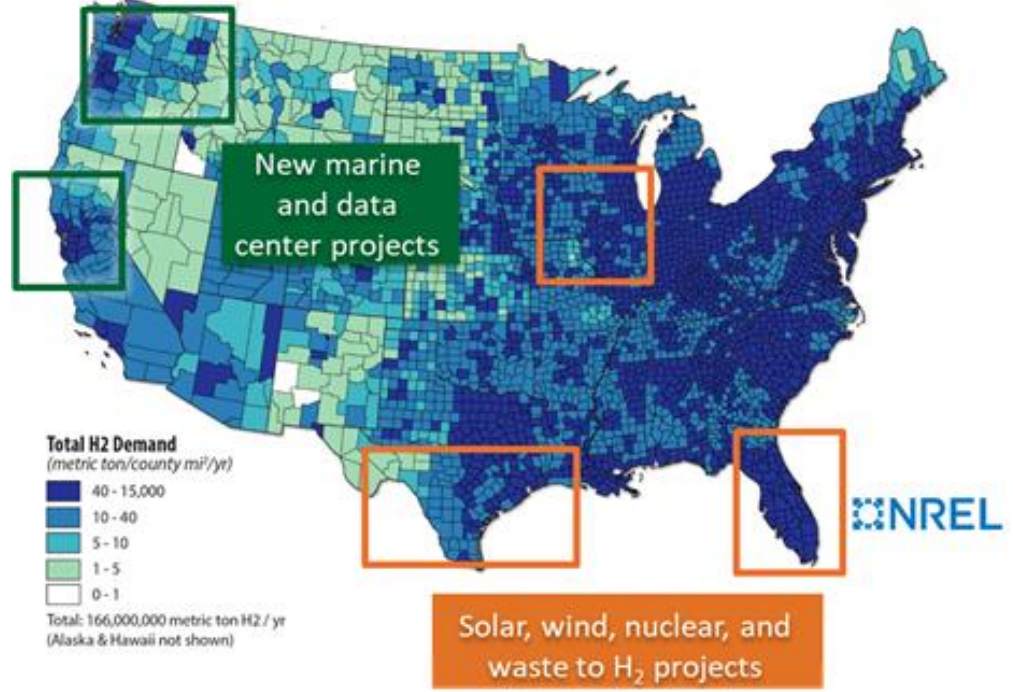 New marine
and data
center projects
Total H2 Demand
(metric ton/county mi²/yr)
40 - 15,000
10 - 40
5 - 10
1 - 5
0 - 1
Total: 166,000,000 metric ton H2 / yr
(Alaska & Hawaii not shown)
NREL
Solar, wind, nuclear, and
waste to H₂ projects